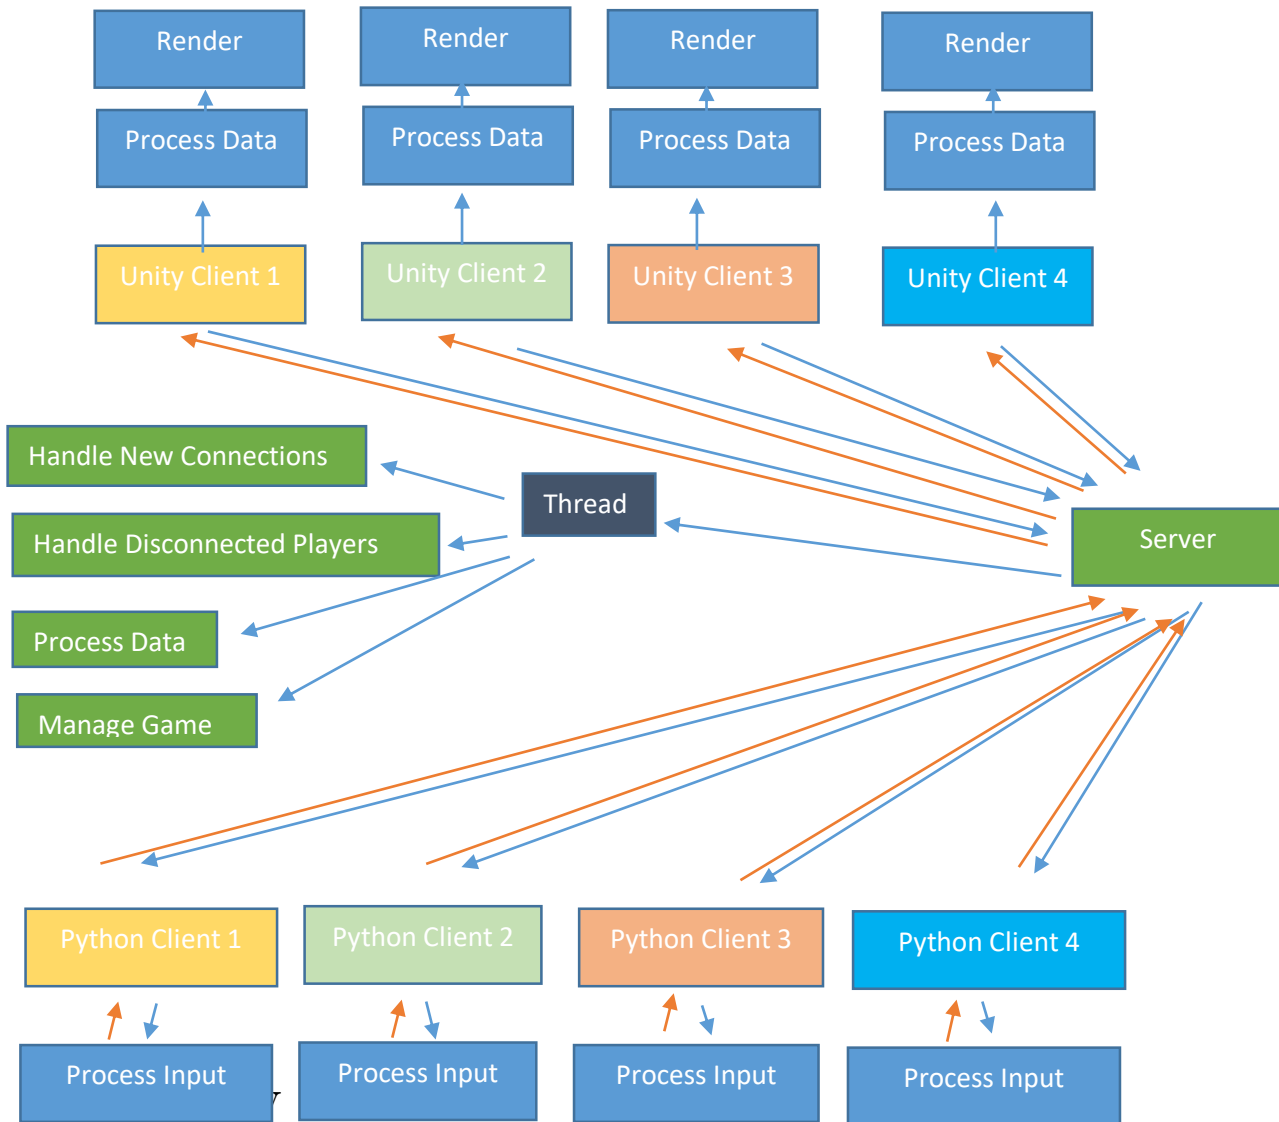 Render
Render
Render
Render
Process Data
Process Data
Process Data
Process Data
Unity Client 1
Unity Client 2
Unity Client 3
Unity Client 4
Handle New Connections
Thread
Server
Handle Disconnected Players
Process Data
Manage Game
Python Client 1
Python Client 2
Python Client 3
Python Client 4
Process Input
Process Input
Process Input
Process Input